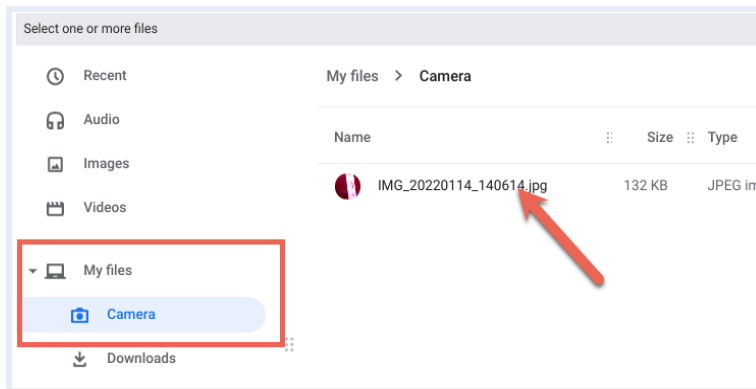 Select one or more files
Recent
Audio
Images
Videos
My files
Camera
Downloads
My files > Camera
Name Size Type
IMG_20220114_140614.jpg 132 KB JPEG im